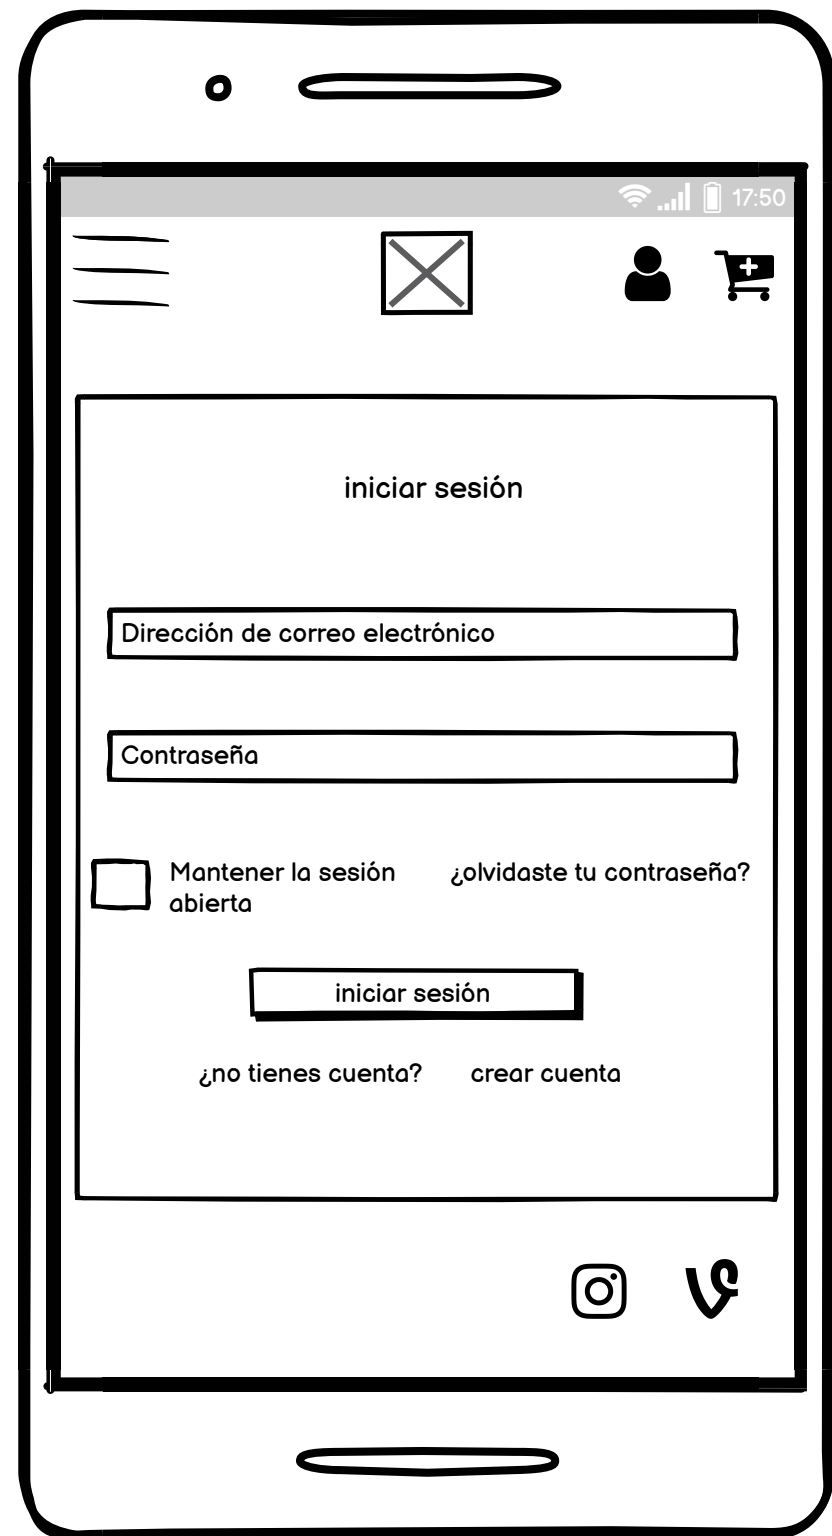 17:50
iniciar sesión
Dirección de correo electrónico
Contraseña
Mantener la sesión
abierta
¿olvidaste tu contraseña?
iniciar sesión
¿no tienes cuenta? crear cuenta